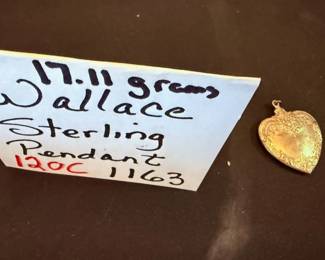 17.11 grams
Wallace
Sterling
Pendant
120C 1163